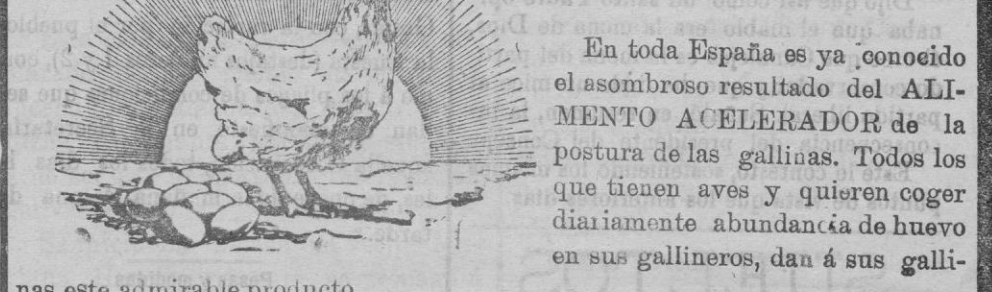 En toda España es ya conocido
el asombroso resultado del ALI-
MENTO ACELERADOR de la
postura de las gallinas. Todos los
que tienen aves y quieren coger
diariamente abundancia de huevo
en sus gallineros, dan á sus galli-
nas este admirable producto